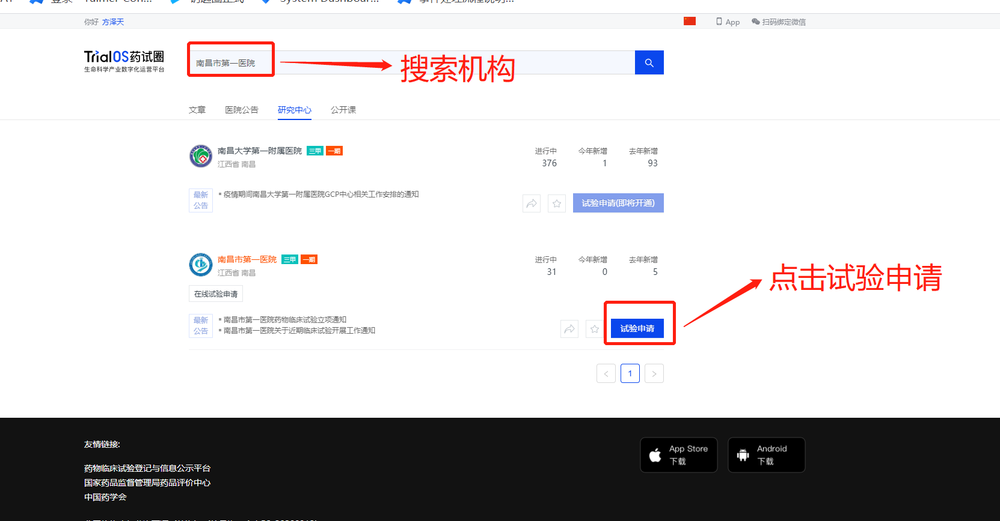 登录
System Dashbour...
你好 方泽天
App
扫码绑定微信
TrialOS药试圈
生命科学产业数字化运营平台
南昌市第一医院
搜索机构
文章
医院公告
研究中心
公开课
南昌大学第一附属医院 三甲 一期
江西省 南昌
进行中 今年新增 去年新增
376 1 93
最新公告
疫情期间南昌大学第一附属医院GCP中心相关工作安排的通知
试验申请(即将开通)
南昌市第一医院 三甲 一期
江西省 南昌
进行中 今年新增 去年新增
31 0 5
在线试验申请
点击试验申请
最新公告
南昌市第一医院药物临床试验立项通知
南昌市第一医院关于近期临床试验开展工作通知
试验申请
< 1 >
友情链接:
药物临床试验登记与信息公示平台
国家药品监督管理局药品评价中心
中国药学会
App Store
下载
Android
下载